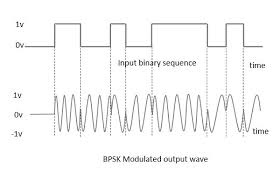 1v
0v
Input binary sequence
time
1v
0v
-1v
time
BPSK Modulated output wave